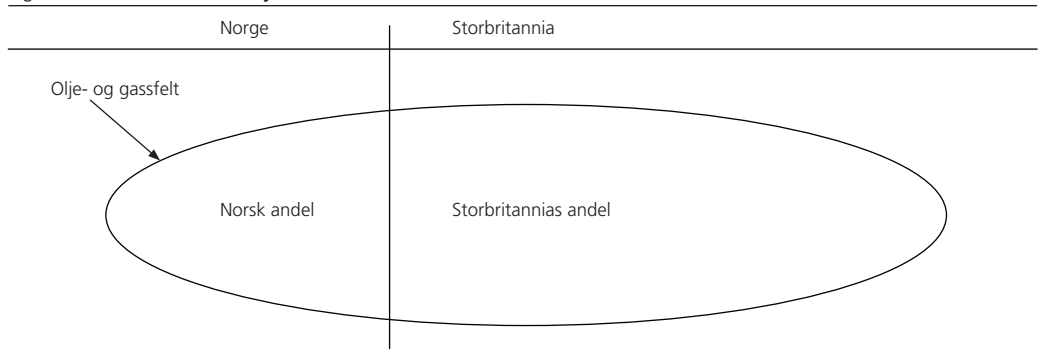 Norge
Storbritannia
Olje- og gassfelt
Norsk andel
Storbritannias andel